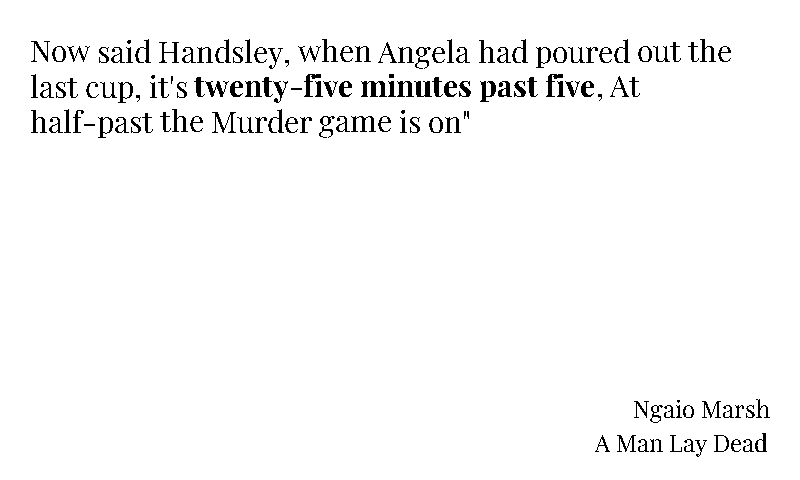 Now said Handsley, when Angela had poured out the
last cup, it's twenty-five minutes past five, At
half-past the Murder game is on"
Ngaio Marsh
A Man Lay Dead